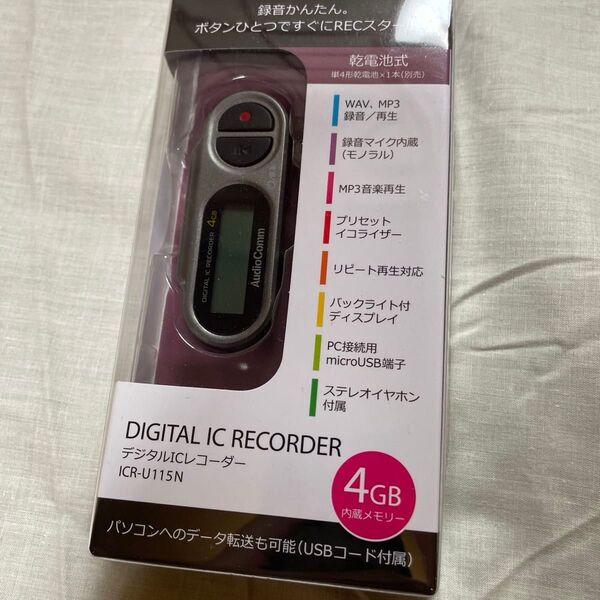 録音かんたん。
ボタンひとつですぐにRECスター
乾電池式
単4形乾電池×1本(別売)
WAV、MP3
録音／再生
録音マイク内蔵
(モノラル)
MP3音楽再生
プリセット
イコライザー
リピート再生対応
バックライト付
ディスプレイ
PC接続用
microUSB端子
ステレオイヤホン
付属
DIGITAL IC RECORDER 4GB
AudioComm
DIGITAL IC RECORDER
デジタルICレコーダー
ICR-U115N
4GB
内蔵メモリー
パソコンへのデータ転送も可能(USBコード付属)